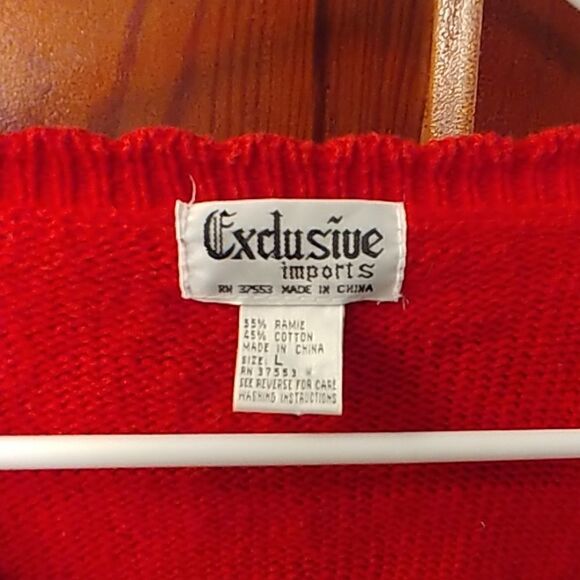 Exclusive
imports
RN 37553 MADE IN CHINA
55% RAMIE
45% COTTON
MADE IN CHINA
SIZE: L
RN 37553
SEE REVERSE FOR CARE
WASHING INSTRUCTIONS